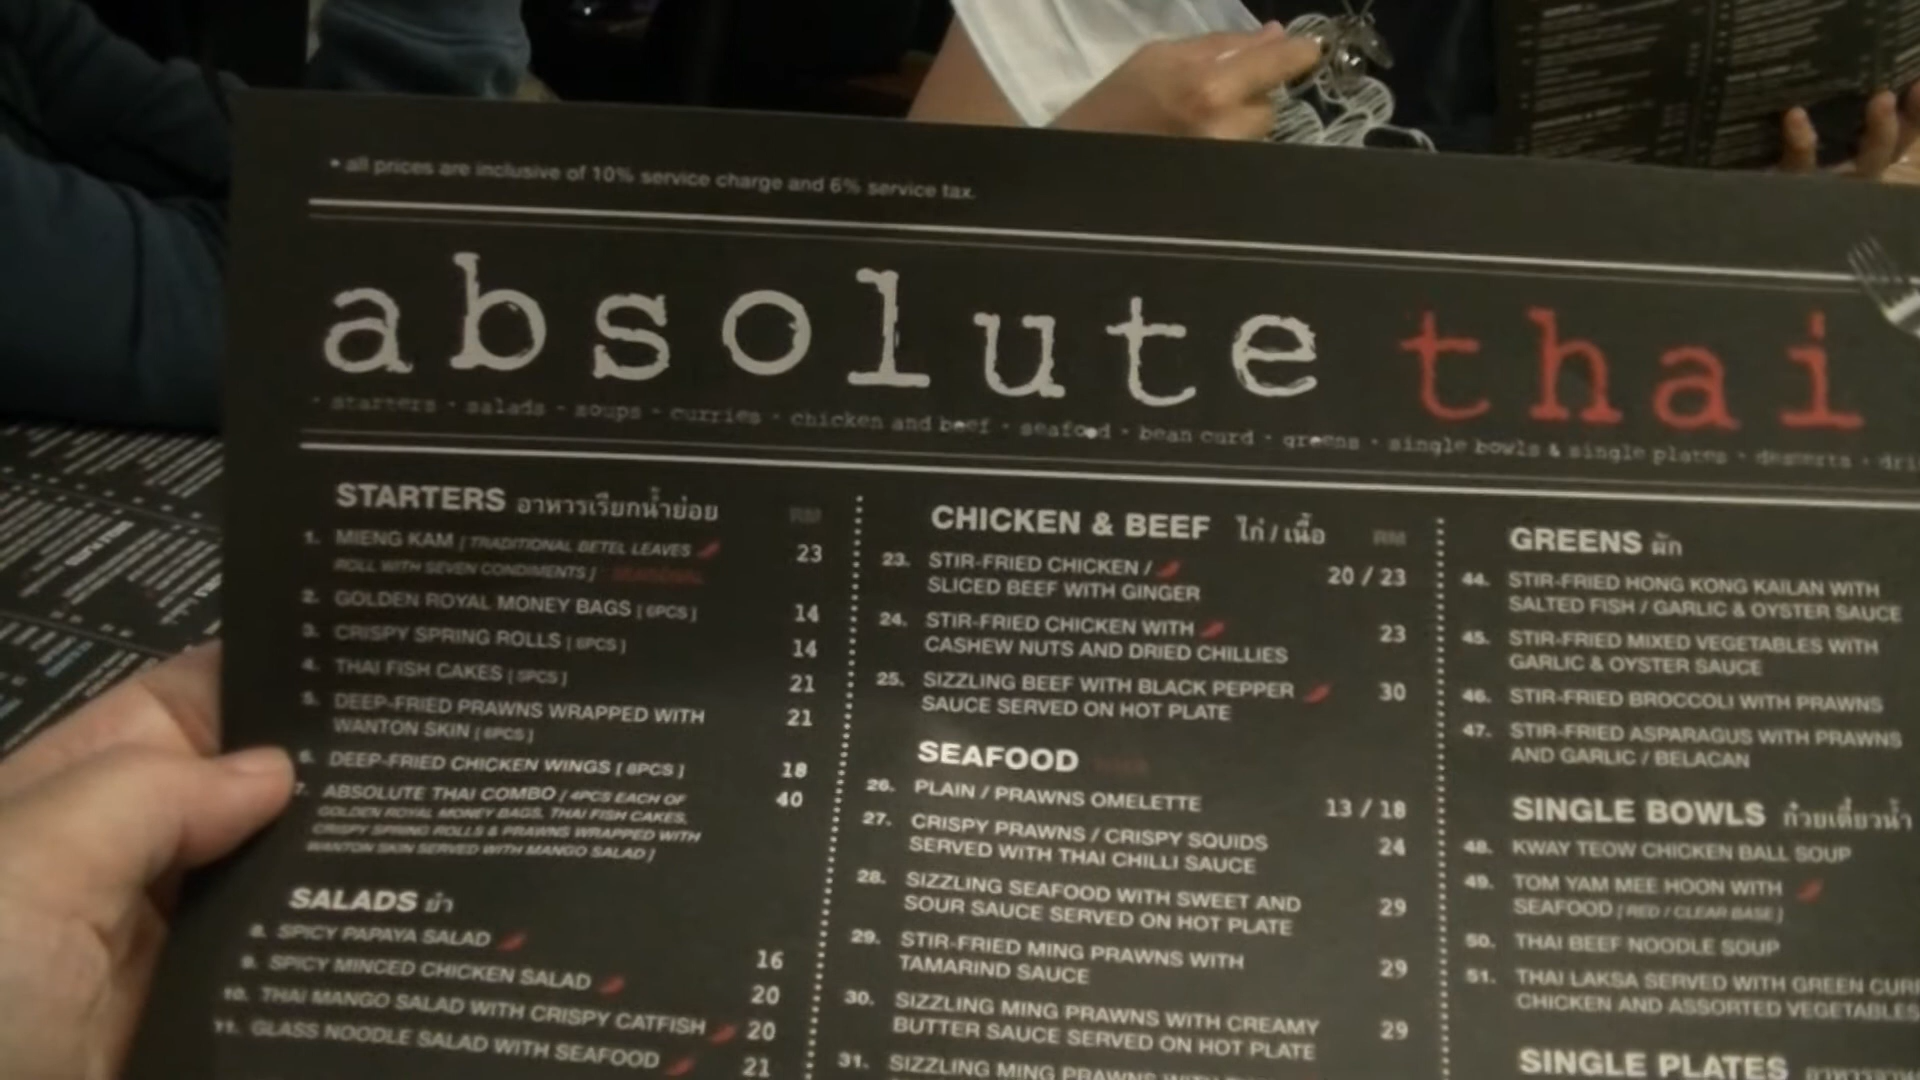 • all prices are inclusive of 10% service charge and 6% service tax.
absolute thai
• starters • salads • soups • curries • chicken and beef • seafood • bean curd • greens • single bowls & single plates • desserts • dri
STARTERS อาหารเรียกน้ำย่อย RM
1. MIENG KAM [ TRADITIONAL BETEL LEAVES 23
ROLL WITH SEVEN CONDIMENTS ] SEASONAL
2. GOLDEN ROYAL MONEY BAGS [ 6PCS ] 14
3. CRISPY SPRING ROLLS [ 6PCS ] 14
4. THAI FISH CAKES [ 5PCS ] 21
5. DEEP-FRIED PRAWNS WRAPPED WITH 21
WANTON SKIN [ 6PCS ]
6. DEEP-FRIED CHICKEN WINGS [ 8PCS ] 18
7. ABSOLUTE THAI COMBO [ 4PCS EACH OF 40
GOLDEN ROYAL MONEY BAGS, THAI FISH CAKES,
CRISPY SPRING ROLLS & PRAWNS WRAPPED WITH
WANTON SKIN SERVED WITH MANGO SALAD ]
SALADS ยำ
8. SPICY PAPAYA SALAD 16
9. SPICY MINCED CHICKEN SALAD 20
10. THAI MANGO SALAD WITH CRISPY CATFISH 20
11. GLASS NOODLE SALAD WITH SEAFOOD 21
CHICKEN & BEEF ไก่ / เนื้อ RM
23. STIR-FRIED CHICKEN / 20 / 23
SLICED BEEF WITH GINGER
24. STIR-FRIED CHICKEN WITH 23
CASHEW NUTS AND DRIED CHILLIES
25. SIZZLING BEEF WITH BLACK PEPPER 30
SAUCE SERVED ON HOT PLATE
SEAFOOD
26. PLAIN / PRAWNS OMELETTE 13 / 18
27. CRISPY PRAWNS / CRISPY SQUIDS 24
SERVED WITH THAI CHILLI SAUCE
28. SIZZLING SEAFOOD WITH SWEET AND 29
SOUR SAUCE SERVED ON HOT PLATE
29. STIR-FRIED MING PRAWNS WITH 29
TAMARIND SAUCE
30. SIZZLING MING PRAWNS WITH CREAMY 29
BUTTER SAUCE SERVED ON HOT PLATE
31. SIZZLING MING PRAWNS WITH
GREENS ผัก
44. STIR-FRIED HONG KONG KAILAN WITH
SALTED FISH / GARLIC & OYSTER SAUCE
45. STIR-FRIED MIXED VEGETABLES WITH
GARLIC & OYSTER SAUCE
46. STIR-FRIED BROCCOLI WITH PRAWNS
47. STIR-FRIED ASPARAGUS WITH PRAWNS
AND GARLIC / BELACAN
SINGLE BOWLS ก๋วยเตี๋ยวน้ำ
48. KWAY TEOW CHICKEN BALL SOUP
49. TOM YAM MEE HOON WITH
SEAFOOD [ RED / CLEAR BASE ]
50. THAI BEEF NOODLE SOUP
51. THAI LAKSA SERVED WITH GREEN CURR
CHICKEN AND ASSORTED VEGETABLES
SINGLE PLATES